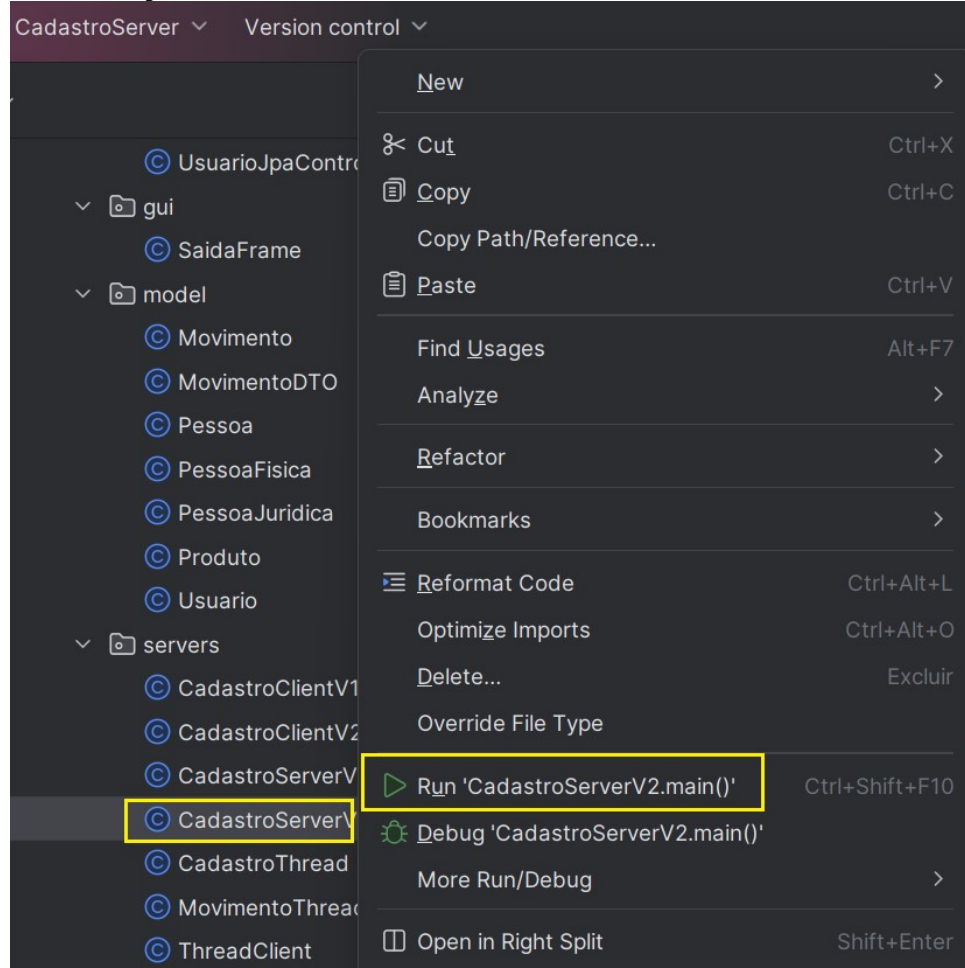 CadastroServer Version control
UsuarioJpaContro
gui
SaidaFrame
model
Movimento
MovimentoDTO
Pessoa
PessoaFisica
PessoaJuridica
Produto
Usuario
servers
CadastroClientV1
CadastroClientV2
CadastroServerV
CadastroServerV
CadastroThread
MovimentoThread
ThreadClient
New
Cut Ctrl+X
Copy Ctrl+C
Copy Path/Reference...
Paste Ctrl+V
Find Usages Alt+F7
Analyze
Refactor
Bookmarks
Reformat Code Ctrl+Alt+L
Optimize Imports Ctrl+Alt+O
Delete... Excluir
Override File Type
Run 'CadastroServerV2.main()' Ctrl+Shift+F10
Debug 'CadastroServerV2.main()'
More Run/Debug
Open in Right Split Shift+Enter